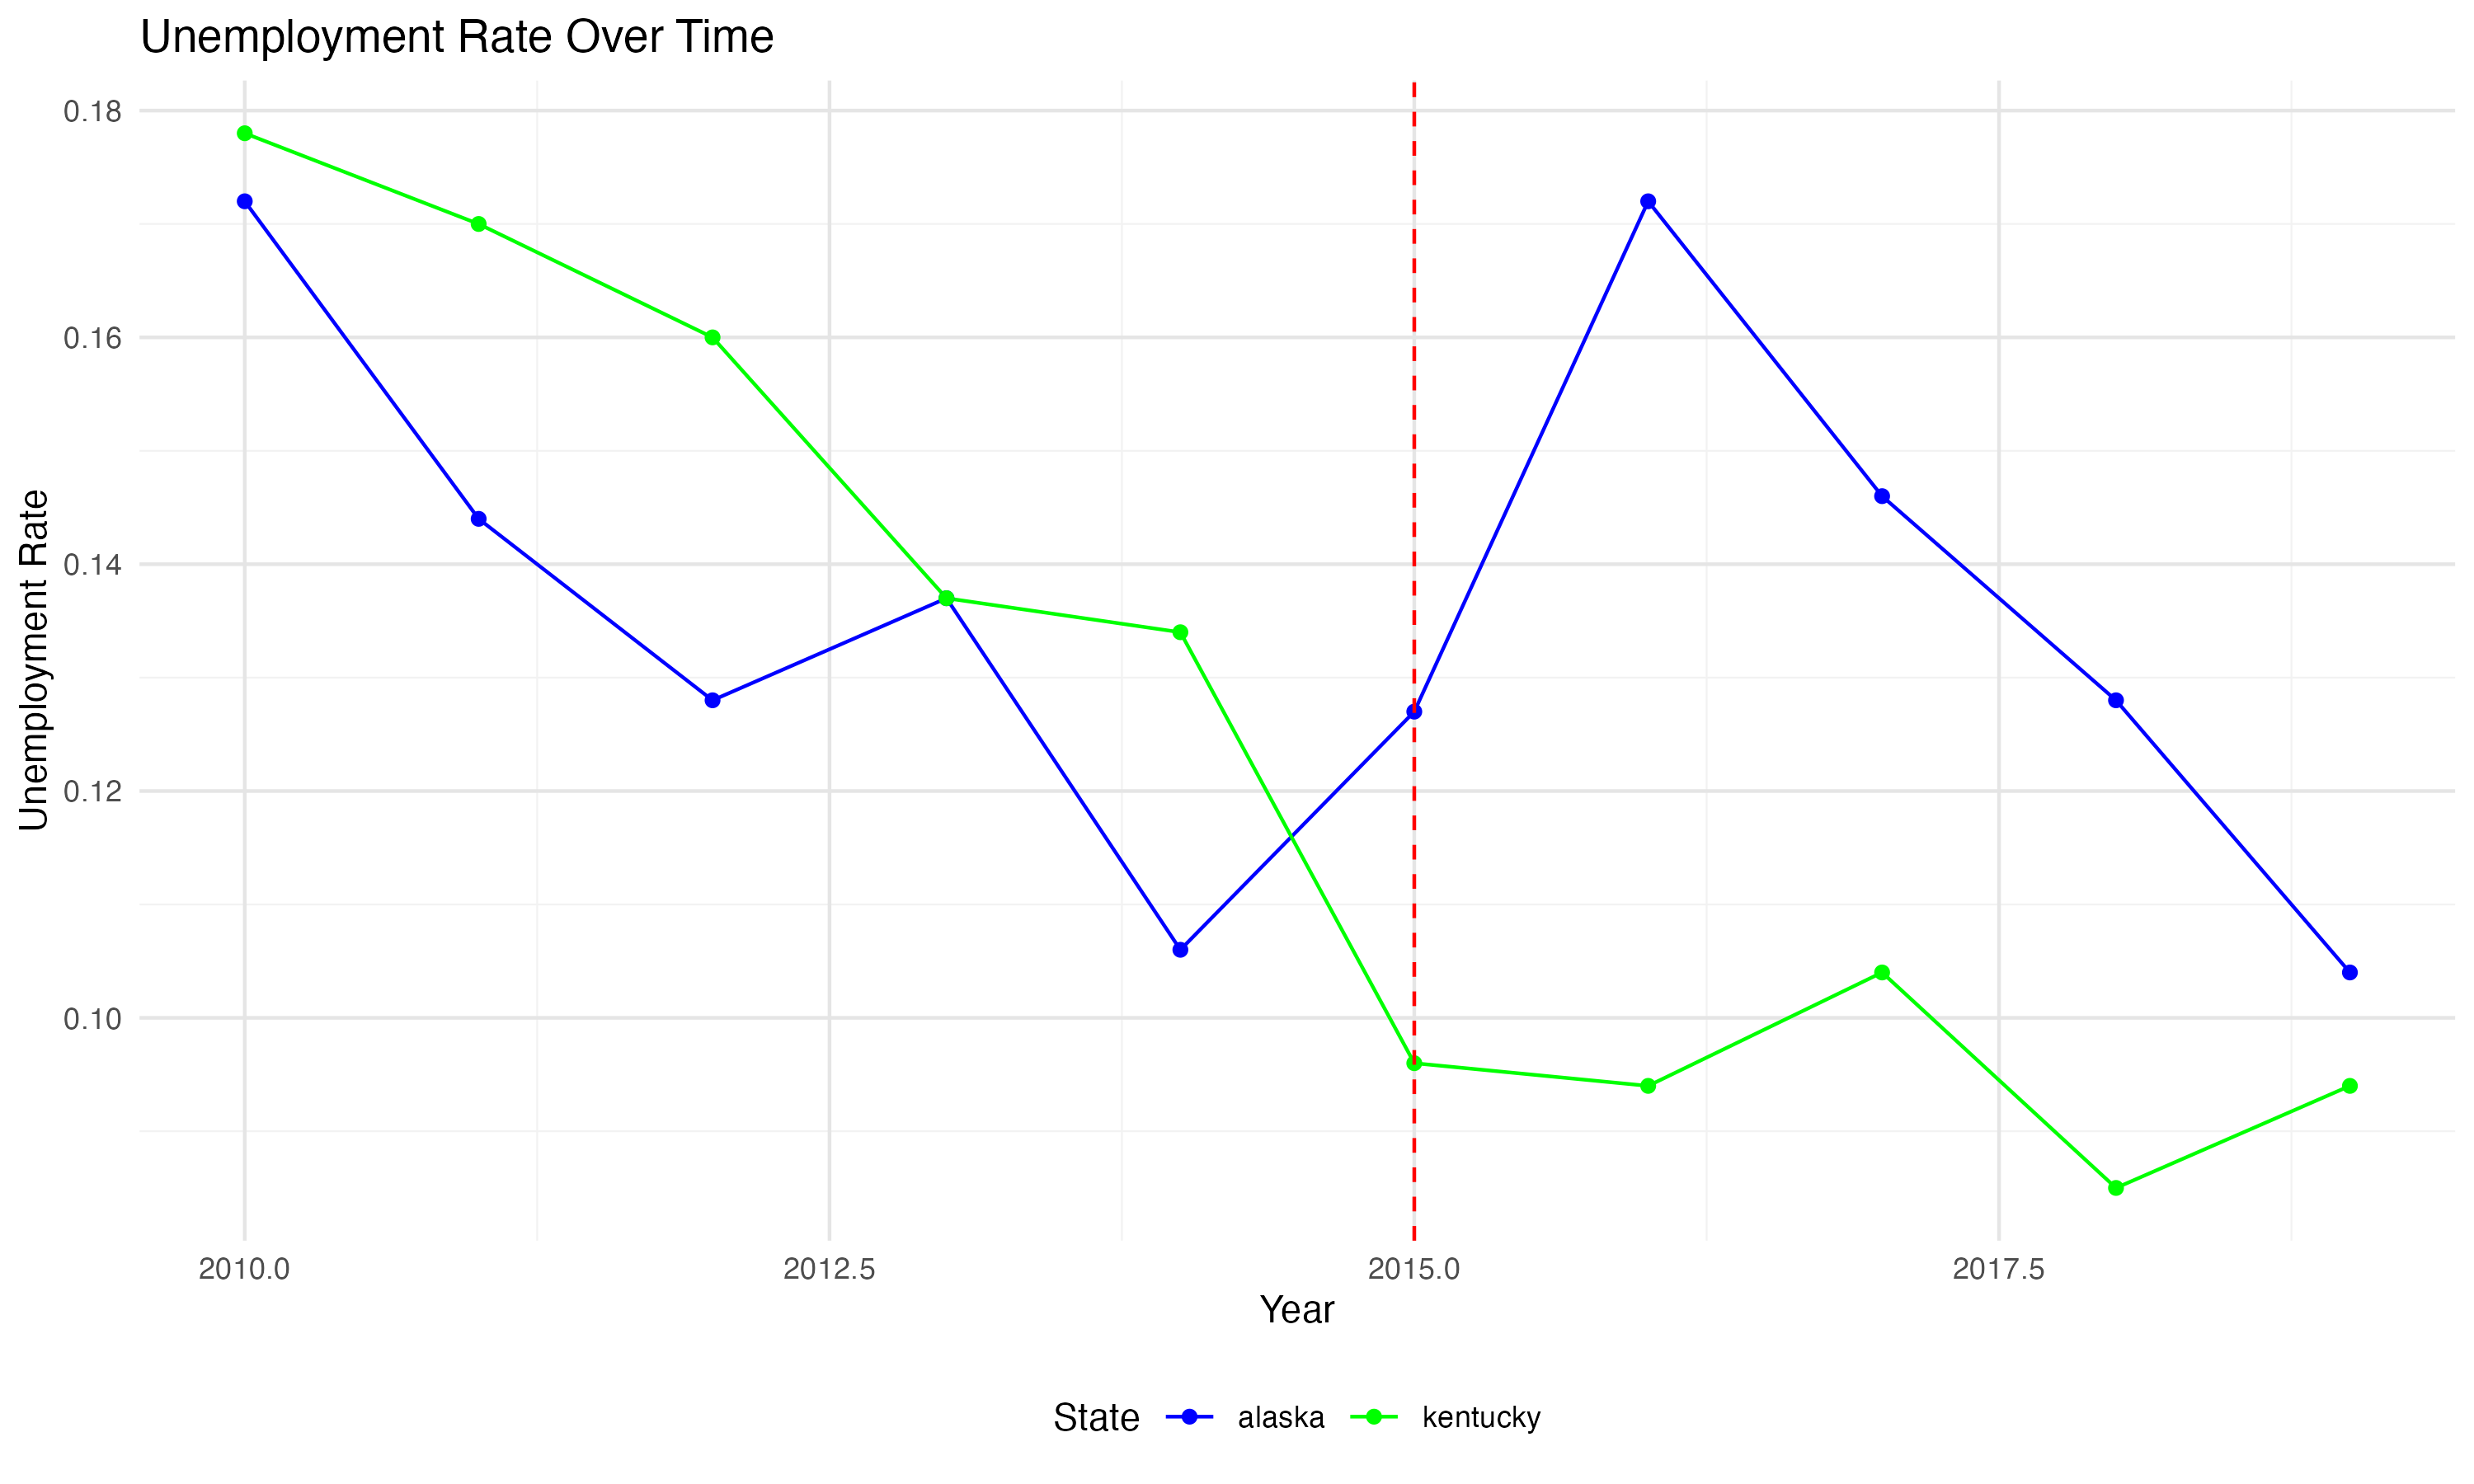 Unemployment Rate Over Time
0.18
0.16
0.14
0.12
0.10
Unemployment Rate
2010.0 2012.5 2015.0 2017.5
Year
State alaska kentucky